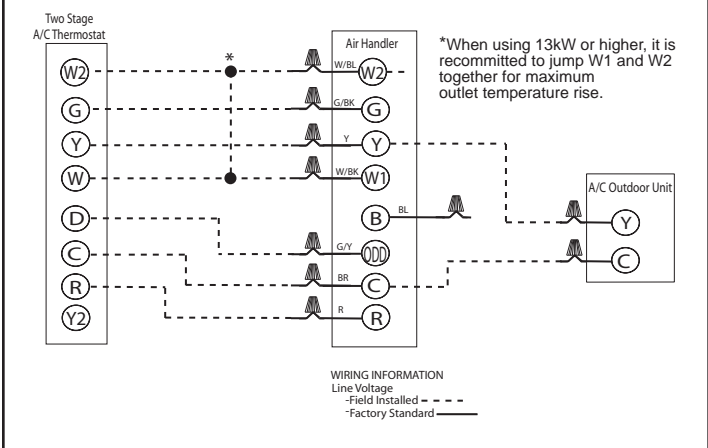 Two Stage
A/C Thermostat
Air Handler
*When using 13kW or higher, it is
recommitted to jump W1 and W2
together for maximum
outlet temperature rise.
*
W2
W/BL
W2
G
G/BK
G
Y
Y
Y
W
W/BK
W1
A/C Outdoor Unit
Y
D
B
BL
G/Y
ODD
C
BR
C
C
R
R
R
Y2
WIRING INFORMATION
Line Voltage
-Field Installed
-Factory Standard